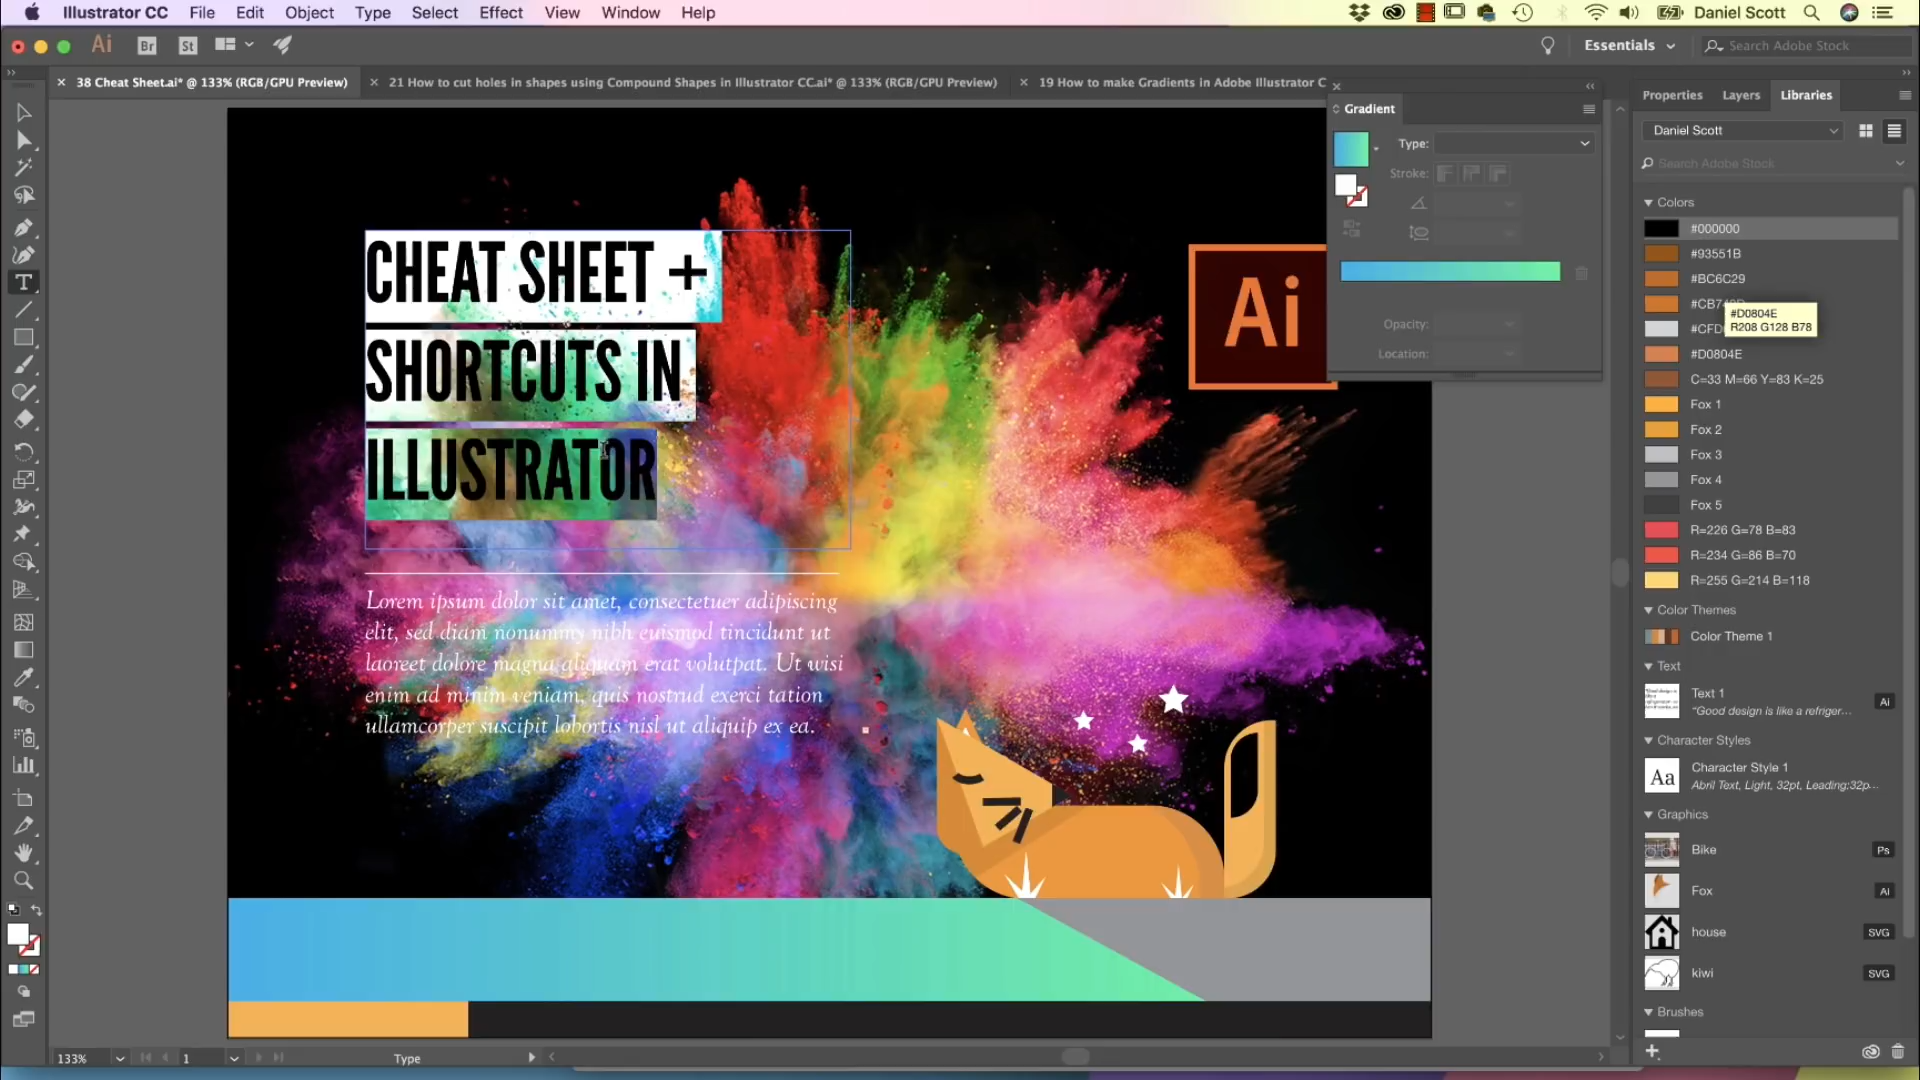 Illustrator CC File Edit Object Type Select Effect View Window Help
Daniel Scott
Ai Br St
Essentials
Search Adobe Stock
38 Cheat Sheet.ai* @ 133% (RGB/GPU Preview)
21 How to cut holes in shapes using Compound Shapes in Illustrator CC.ai* @ 133% (RGB/GPU Preview)
19 How to make Gradients in Adobe Illustrator C
Gradient
Type:
Stroke:
Opacity:
Location:
Properties Layers Libraries
Daniel Scott
Search Adobe Stock
Colors
#000000
#93551B
#BC6C29
#D0804E
R208 G128 B78
#D0804E
C=33 M=66 Y=83 K=25
Fox 1
Fox 2
Fox 3
Fox 4
Fox 5
R=226 G=78 B=83
R=234 G=86 B=70
R=255 G=214 B=118
Color Themes
Color Theme 1
Text
Text 1
"Good design is like a refriger...
Ai
Character Styles
Aa
Character Style 1
Abril Text, Light, 32pt, Leading:32p...
Graphics
Bike Ps
Fox Ai
house SVG
kiwi SVG
Brushes
CHEAT SHEET +
SHORTCUTS IN
ILLUSTRATOR
Ai
Lorem ipsum dolor sit amet, consectetuer adipiscing
elit, sed diam nonummy nibh euismod tincidunt ut
laoreet dolore magna aliquam erat volutpat. Ut wisi
enim ad minim veniam, quis nostrud exerci tation
ullamcorper suscipit lobortis nisl ut aliquip ex ea.
133% 1 Type